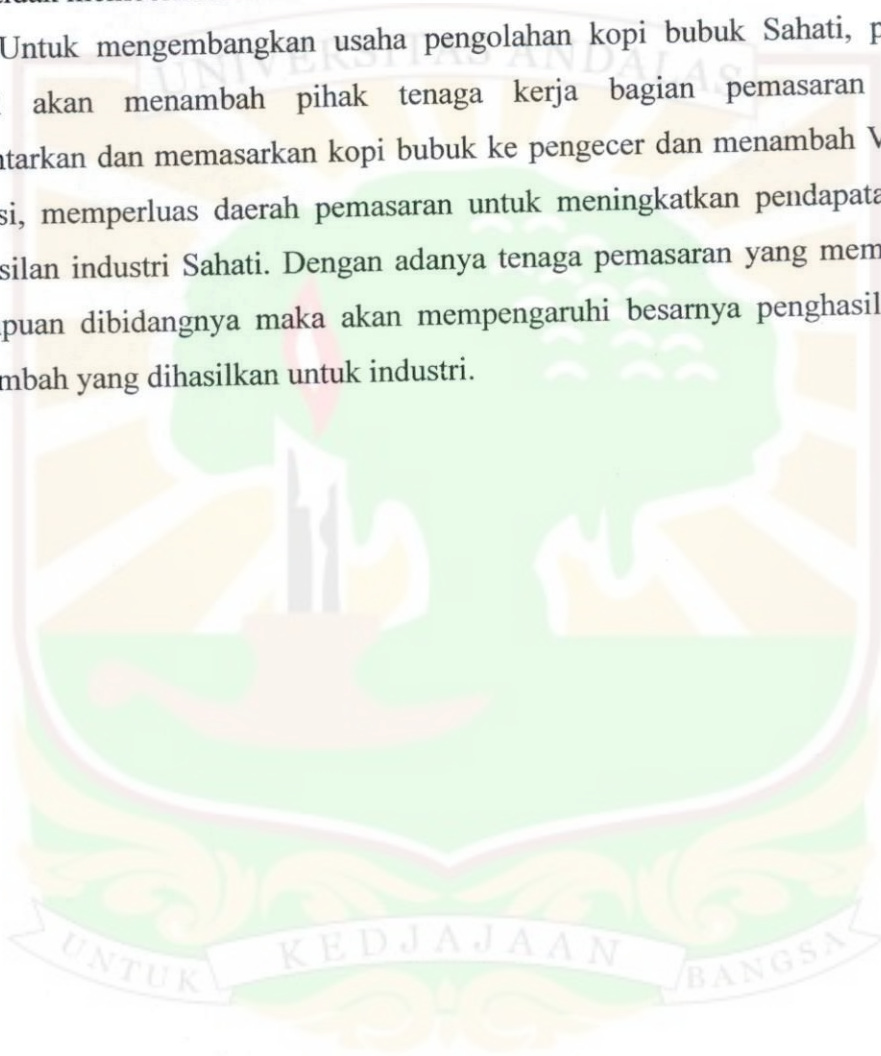 Untuk mengembangkan usaha pengolahan kopi bubuk Sahati, p
akan menambah pihak tenaga kerja bagian pemasaran
ntarkan dan memasarkan kopi bubuk ke pengecer dan menambah V
si, memperluas daerah pemasaran untuk meningkatkan pendapata
silan industri Sahati. Dengan adanya tenaga pemasaran yang mem
puan dibidangnya maka akan mempengaruhi besarnya penghasil
mbah yang dihasilkan untuk industri.
UNIVERSITAS ANDALAS
UNTUK KEDJAJAAN BANGSA